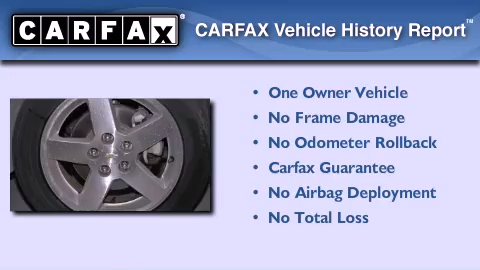 CARFAX® CARFAX Vehicle History Report™
• One Owner Vehicle
• No Frame Damage
• No Odometer Rollback
• Carfax Guarantee
• No Airbag Deployment
• No Total Loss